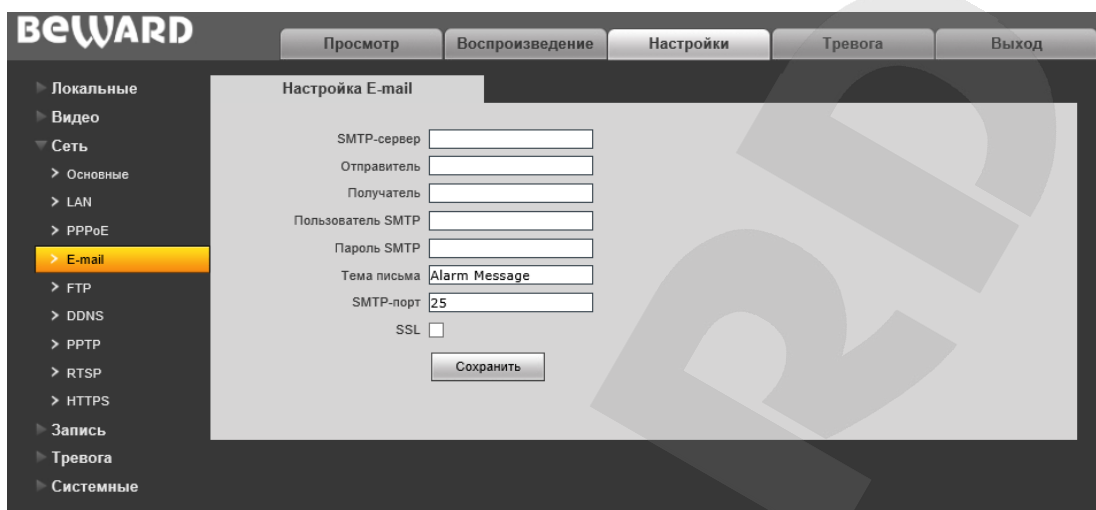 BEWARD
Просмотр
Воспроизведение
Настройки
Тревога
Выход
Локальные
Видео
Сеть
Основные
LAN
PPPoE
E-mail
FTP
DDNS
PPTP
RTSP
HTTPS
Запись
Тревога
Системные
Настройка E-mail
SMTP-сервер
Отправитель
Получатель
Пользователь SMTP
Пароль SMTP
Тема письма Alarm Message
SMTP-порт 25
SSL
Сохранить
RD